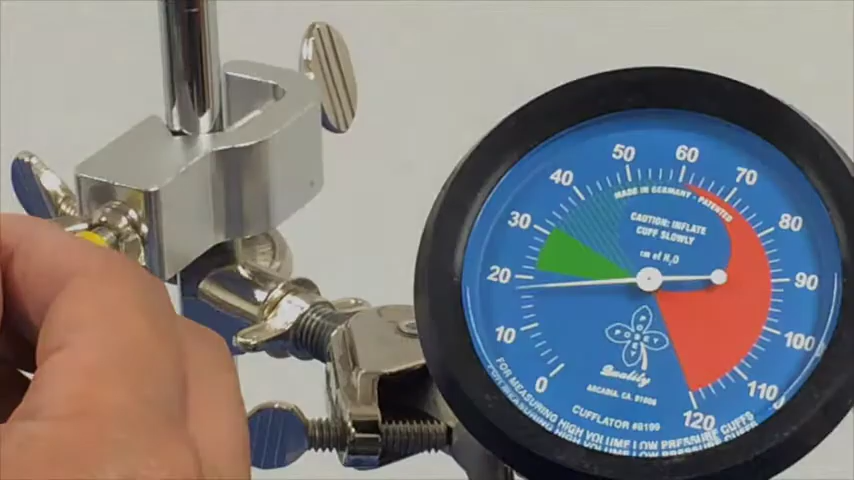 0
10
20
30
40
50
60
70
80
90
100
110
120
MADE IN GERMANY - PATENTED
CAUTION: INFLATE
CUFF SLOWLY
cm of H₂O
POSEY
Quality
ARCADIA, CA. 91006
CUFFLATOR #8199
FOR MEASURING HIGH VOLUME LOW PRESSURE CUFFS